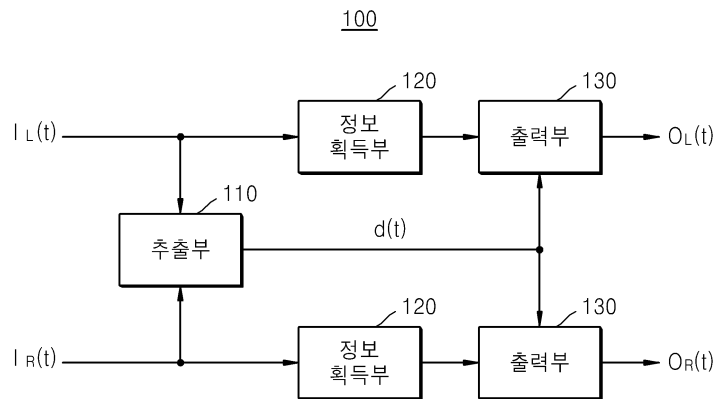 100
120
130
I L(t)
정보
획득부
출력부
OL(t)
110
추출부
d(t)
120
130
I R(t)
정보
획득부
출력부
OR(t)